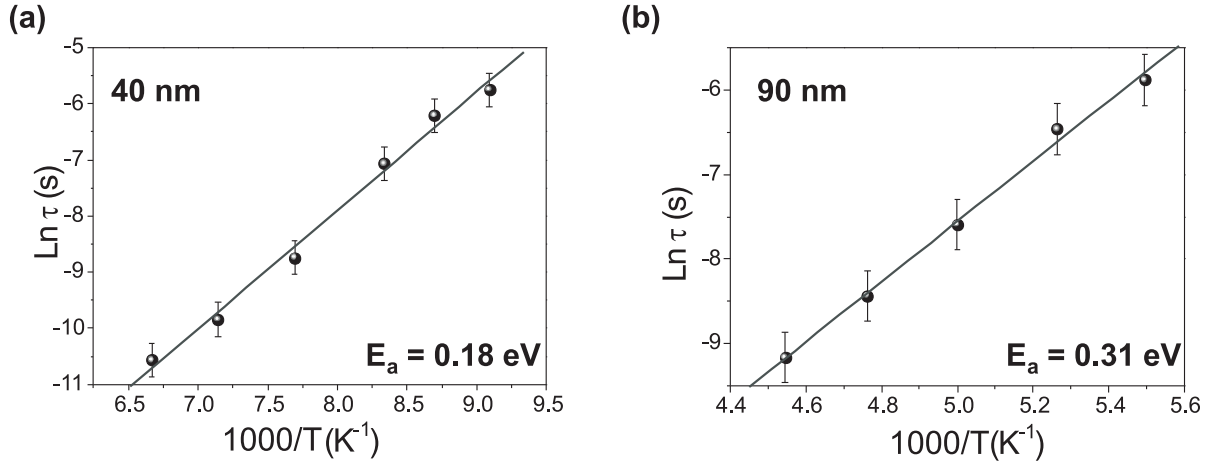 (a)
40 nm
-5
-6
-7
-8
-9
-10
-11
Ln τ (s)
6.5 7.0 7.5 8.0 8.5 9.0 9.5
1000/T(K⁻¹)
Eₐ = 0.18 eV
(b)
90 nm
-6
-7
-8
-9
Ln τ (s)
4.4 4.6 4.8 5.0 5.2 5.4 5.6
1000/T(K⁻¹)
Eₐ = 0.31 eV